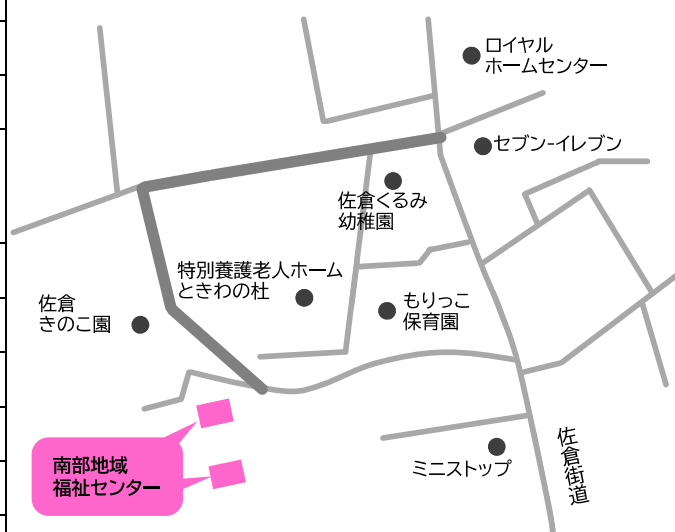 ロイヤル
ホームセンター
セブン-イレブン
佐倉くるみ
幼稚園
特別養護老人ホーム
ときわの杜
佐倉
きのこ園
もりっこ
保育園
南部地域
福祉センター
ミニストップ
佐倉街道